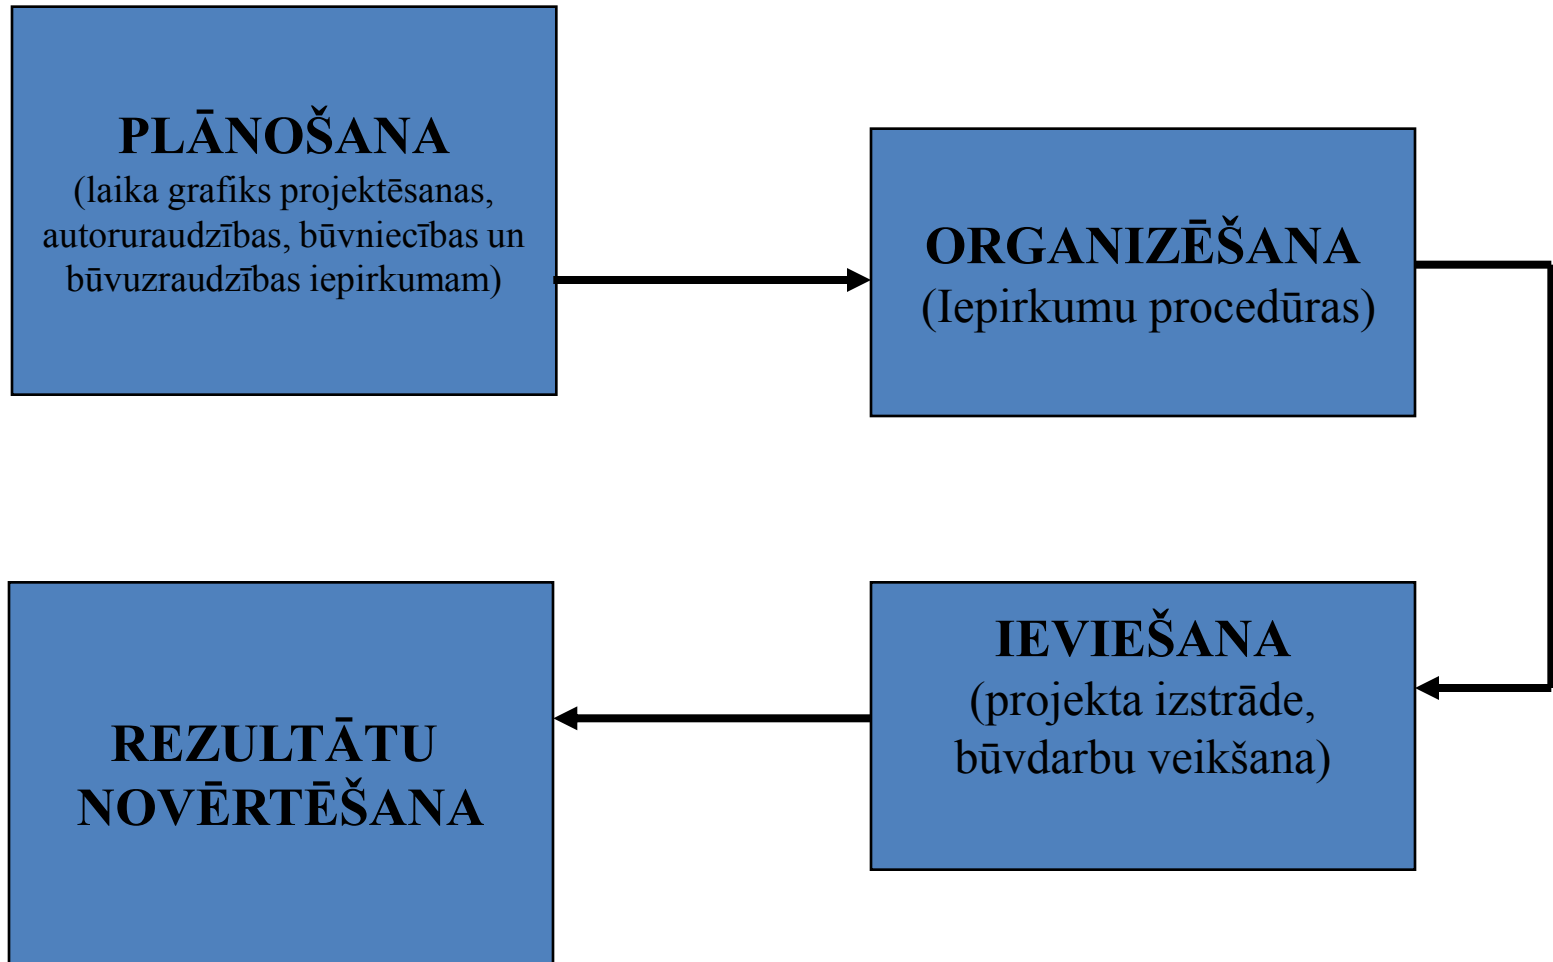 PLĀNOŠANA
(laika grafiks projektēsanas,
autoruraudzības, būvniecības un
būvuzraudzības iepirkumam)
ORGANIZĒŠANA
(Iepirkumu procedūras)
IEVIEŠANA
(projekta izstrāde,
būvdarbu veikšana)
REZULTĀTU
NOVĒRTĒŠANA